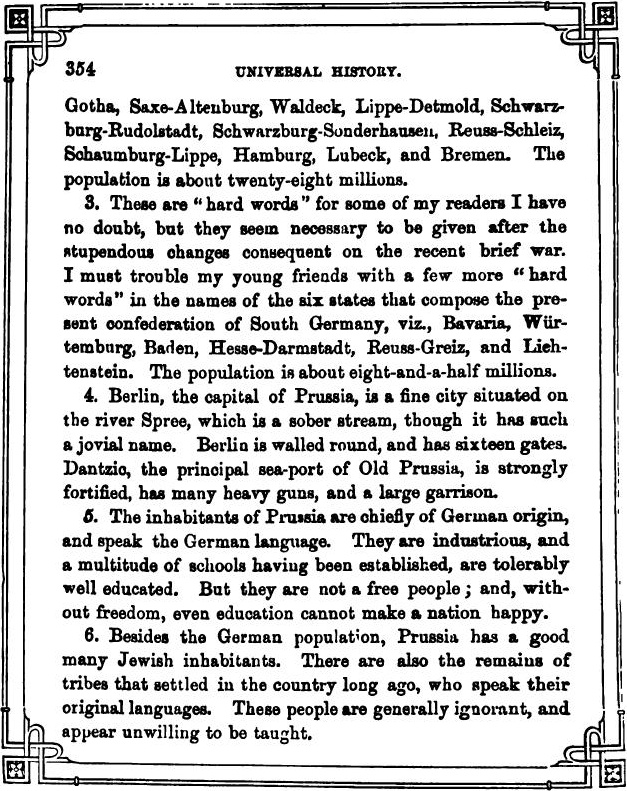 354
UNIVERSAL HISTORY.
Gotha, Saxe-Altenburg, Waldeck, Lippe-Detmold, Schwarz-
burg-Rudolstadt, Schwarzburg-Sonderhausen, Reuss-Schleiz,
Schaumburg-Lippe, Hamburg, Lubeck, and Bremen. The
population is about twenty-eight millions.
3. These are “hard words” for some of my readers I have
no doubt, but they seem necessary to be given after the
stupendous changes consequent on the recent brief war.
I must trouble my young friends with a few more “hard
words” in the names of the six states that compose the pre-
sent confederation of South Germany, viz., Bavaria, Wür-
temburg, Baden, Hesse-Darmstadt, Reuss-Greiz, and Lich-
tenstein. The population is about eight-and-a-half millions.
4. Berlin, the capital of Prussia, is a fine city situated on
the river Spree, which is a sober stream, though it has such
a jovial name. Berlin is walled round, and has sixteen gates.
Dantzic, the principal sea-port of Old Prussia, is strongly
fortified, has many heavy guns, and a large garrison.
5. The inhabitants of Prussia are chiefly of German origin,
and speak the German language. They are industrious, and
a multitude of schools having been established, are tolerably
well educated. But they are not a free people; and, with-
out freedom, even education cannot make a nation happy.
6. Besides the German population, Prussia has a good
many Jewish inhabitants. There are also the remains of
tribes that settled in the country long ago, who speak their
original languages. These people are generally ignorant, and
appear unwilling to be taught.